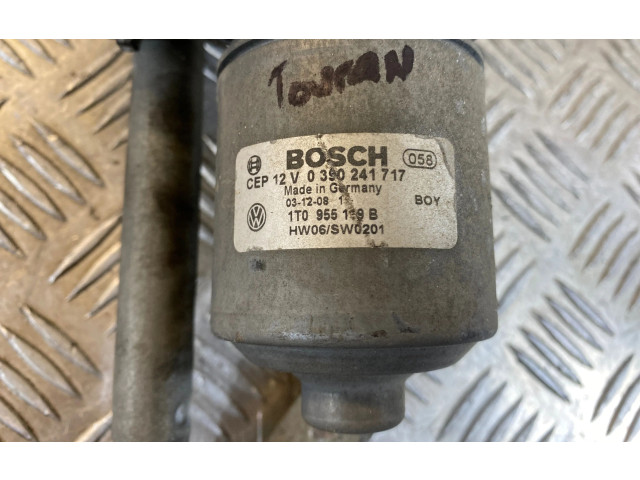 Touran
BOSCH 058
CEP 12 V 0 390 241 717
Made in Germany
03-12-08
BOY
1T0 955 119 B
HW06/SW0201